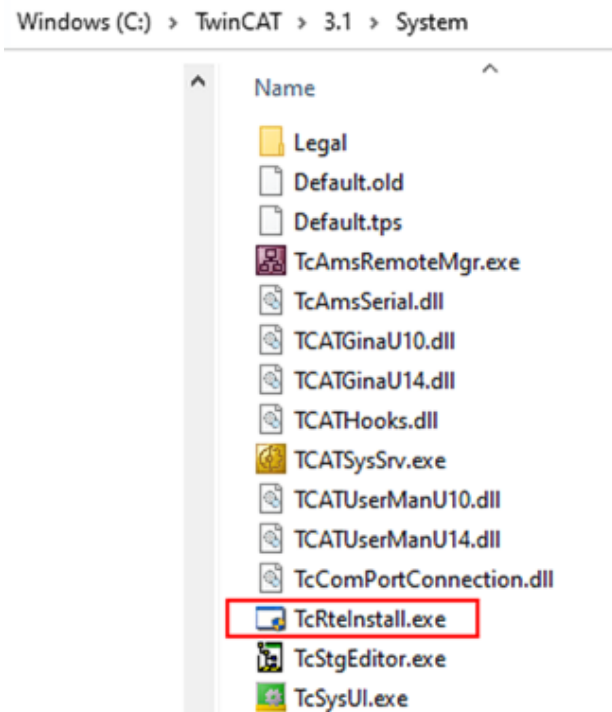 Windows (C:) > TwinCAT > 3.1 > System
Name
Legal
Default.old
Default.tps
TcAmsRemoteMgr.exe
TcAmsSerial.dll
TCATGinaU10.dll
TCATGinaU14.dll
TCATHooks.dll
TCATSysSrv.exe
TCATUserManU10.dll
TCATUserManU14.dll
TcComPortConnection.dll
TcRteInstall.exe
TcStgEditor.exe
TcSysUI.exe